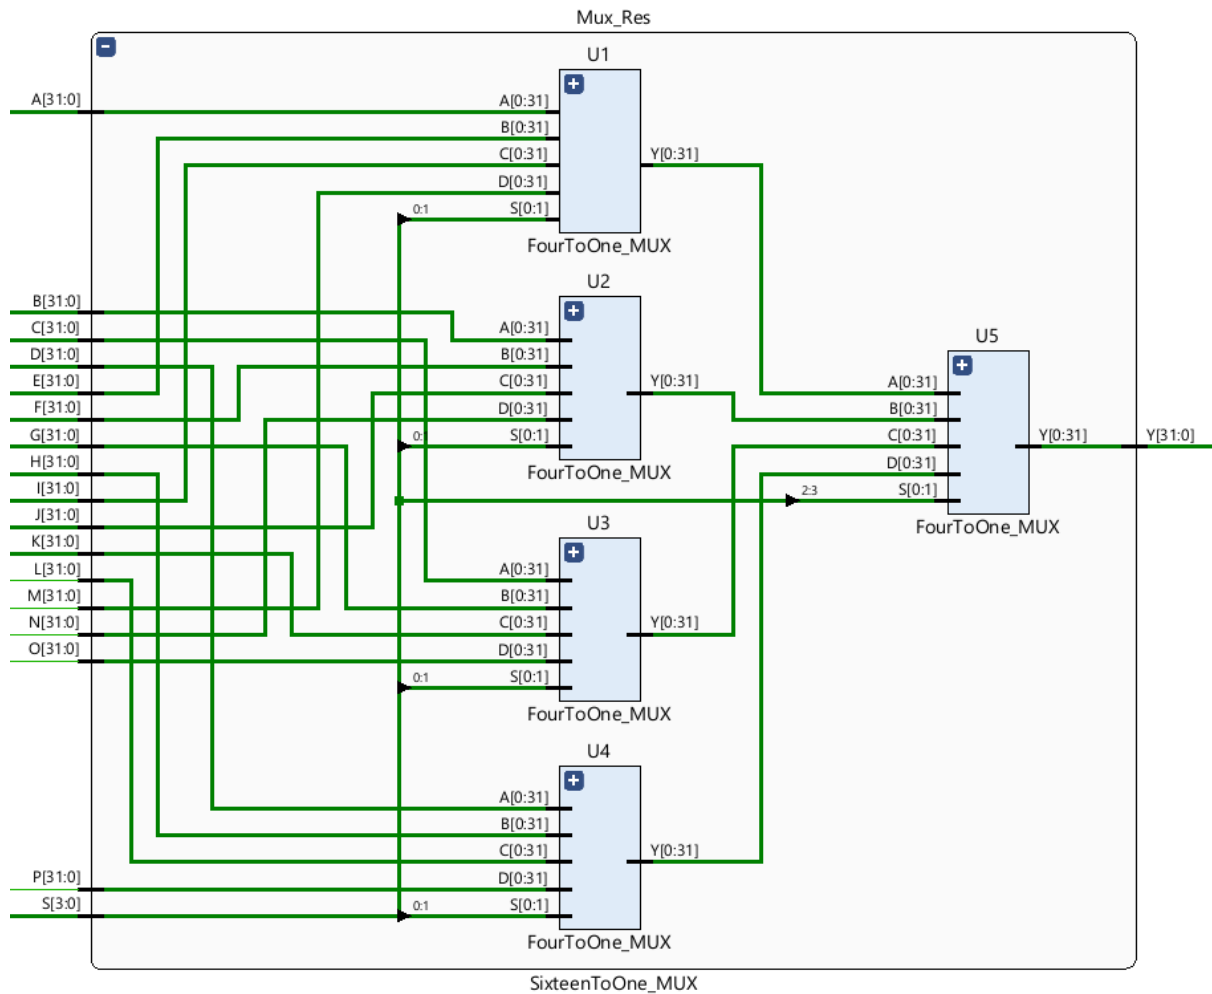 Mux_Res
U1
A[31:0]
A[0:31]
B[0:31]
C[0:31]
Y[0:31]
D[0:31]
0:1
S[0:1]
FourToOne_MUX
U2
B[31:0]
C[31:0]
D[31:0]
E[31:0]
F[31:0]
G[31:0]
H[31:0]
I[31:0]
J[31:0]
K[31:0]
L[31:0]
M[31:0]
N[31:0]
O[31:0]
A[0:31]
B[0:31]
C[0:31]
Y[0:31]
D[0:31]
0:1
S[0:1]
FourToOne_MUX
U5
A[0:31]
B[0:31]
C[0:31]
Y[0:31]
Y[31:0]
D[0:31]
2:3
S[0:1]
FourToOne_MUX
U3
A[0:31]
B[0:31]
C[0:31]
Y[0:31]
D[0:31]
0:1
S[0:1]
FourToOne_MUX
U4
A[0:31]
B[0:31]
C[0:31]
Y[0:31]
P[31:0]
D[0:31]
S[3:0]
0:1
S[0:1]
FourToOne_MUX
SixteenToOne_MUX